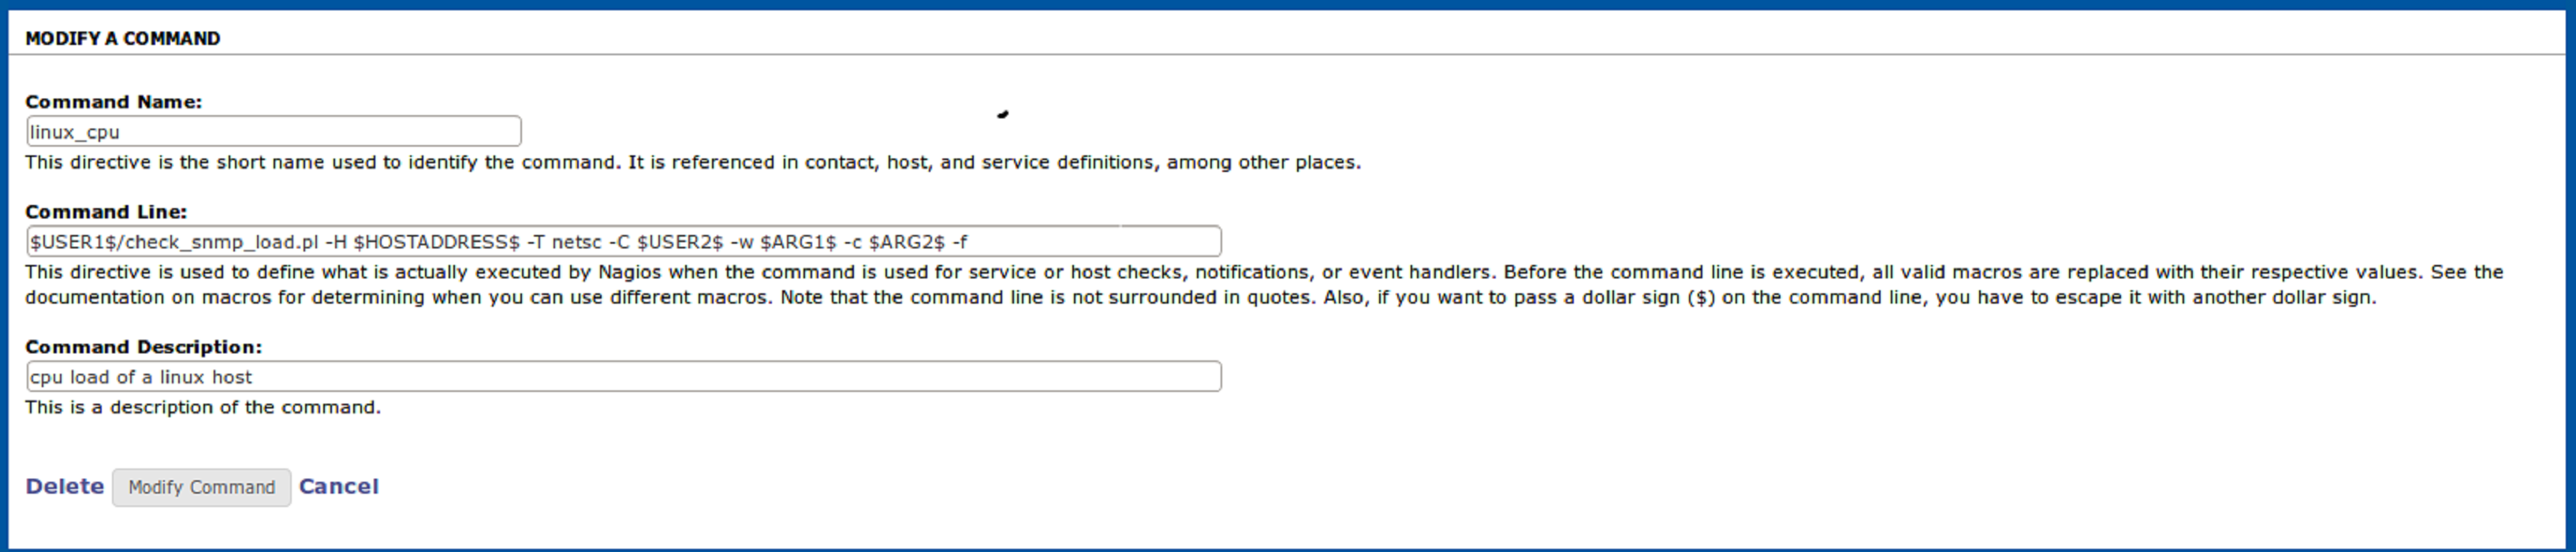 MODIFY A COMMAND
Command Name:
linux_cpu
This directive is the short name used to identify the command. It is referenced in contact, host, and service definitions, among other places.
Command Line:
$USER1$/check_snmp_load.pl -H $HOSTADDRESS$ -T netsc -C $USER2$ -w $ARG1$ -c $ARG2$ -f
This directive is used to define what is actually executed by Nagios when the command is used for service or host checks, notifications, or event handlers. Before the command line is executed, all valid macros are replaced with their respective values. See the
documentation on macros for determining when you can use different macros. Note that the command line is not surrounded in quotes. Also, if you want to pass a dollar sign ($) on the command line, you have to escape it with another dollar sign.
Command Description:
cpu load of a linux host
This is a description of the command.
Delete Modify Command Cancel